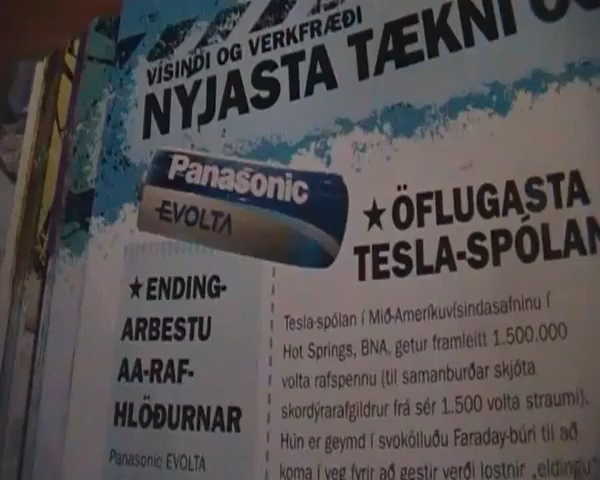 VÍSINDI OG VERKFRÆÐI
NYJASTA TÆKNI OG
Panasonic
EVOLTA
★ÖFLUGASTA
TESLA-SPÓLAN
★ENDING-
ARBESTU
AA-RAF-
HLÖÐURNAR
Panasonic EVOLTA
Tesla-spólan í Mið-Ameríkuvísindasafninu í
Hot Springs, BNA, getur framleitt 1.500.000
volta rafspennu (til samanburðar skjóta
skordýrarafgildrur frá sér 1.500 volta straumi).
Hún er geymd í svokölluðu Faraday-búri til að
koma í veg fyrir að gestir verði lostnir „eldingu"